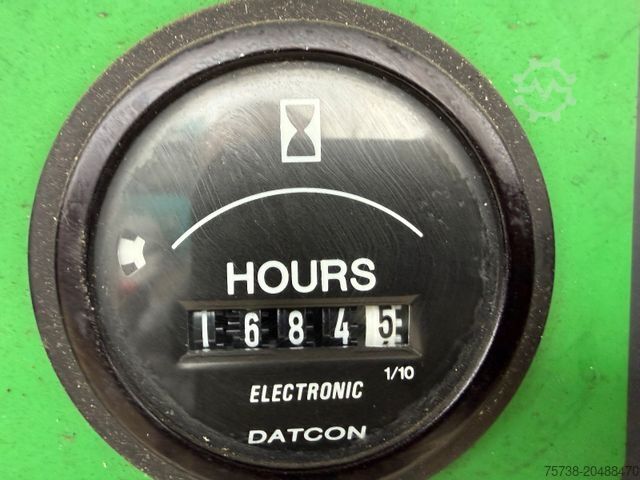 HOURS
16845
1/10
ELECTRONIC
DATCON
75738-20488470